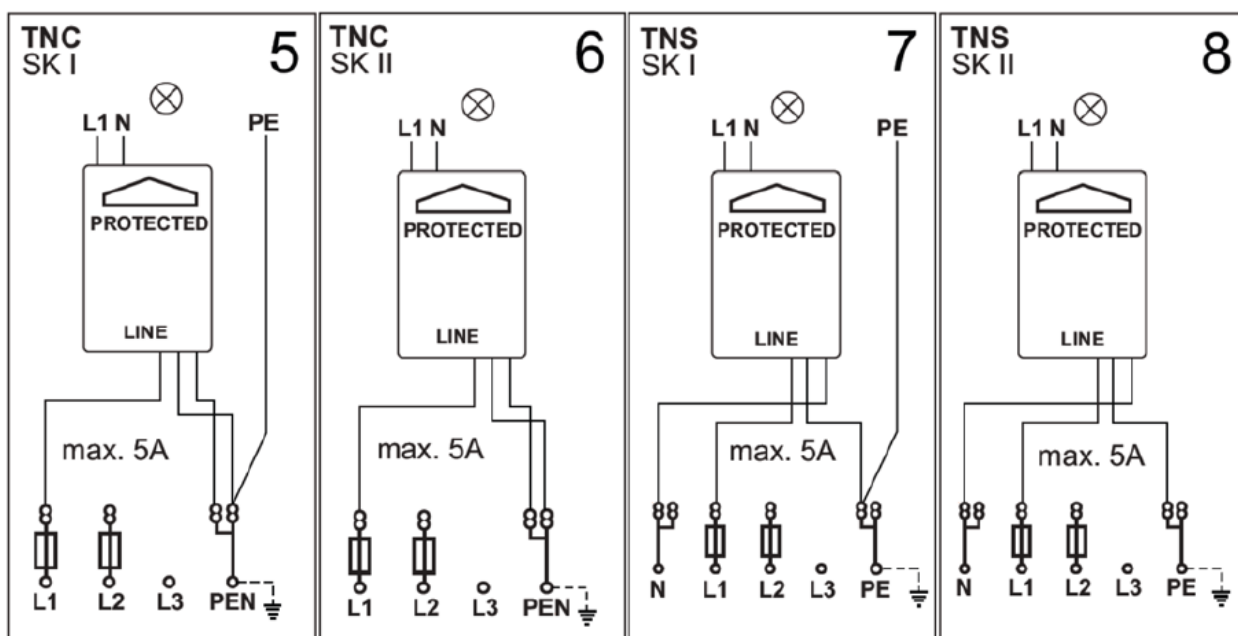 TNC
SK I
5
L1 N
PE
PROTECTED
LINE
max. 5A
L1 L2 L3 PEN
TNC
SK II
6
L1 N
PROTECTED
LINE
max. 5A
L1 L2 L3 PEN
TNS
SK I
7
L1 N
PE
PROTECTED
LINE
max. 5A
N L1 L2 L3 PE
TNS
SK II
8
L1 N
PROTECTED
LINE
max. 5A
N L1 L2 L3 PE